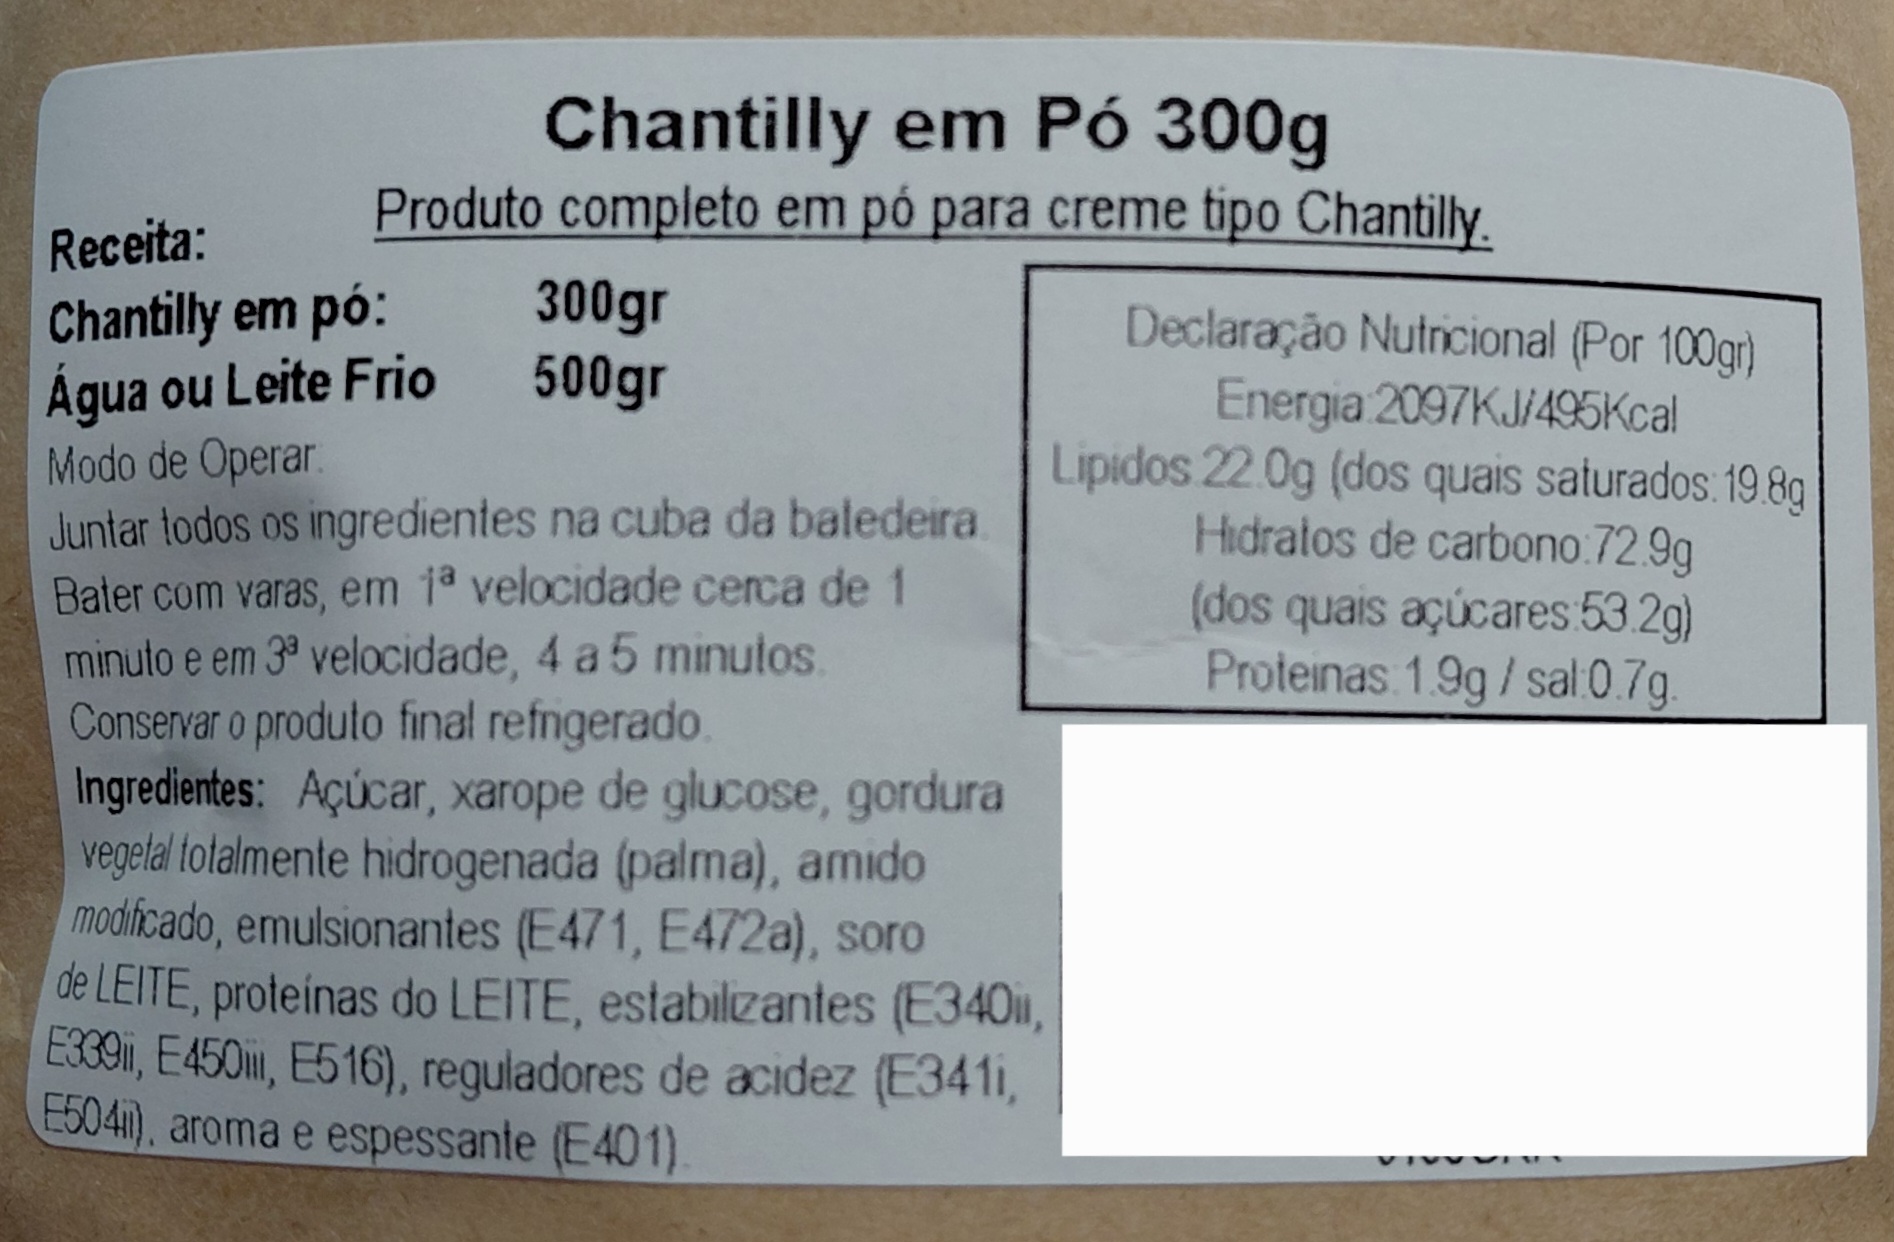 Chantilly em Pó 300g
Produto completo em pó para creme tipo Chantilly.
Receita:
Chantilly em pó: 300gr
Água ou Leite Frio 500gr
Modo de Operar:
Juntar todos os ingredientes na cuba da batedeira.
Bater com varas, em 1ª velocidade cerca de 1
minuto e em 3ª velocidade, 4 a 5 minutos.
Conservar o produto final refrigerado.
Ingredientes: Açúcar, xarope de glucose, gordura
vegetal totalmente hidrogenada (palma), amido
modificado, emulsionantes (E471, E472a), soro
de LEITE, proteínas do LEITE, estabilizantes (E340ii,
E339ii, E450iii, E516), reguladores de acidez (E341i,
E504ii), aroma e espessante (E401).
Declaração Nutricional (Por 100gr)
Energia:2097KJ/495Kcal
Lipidos:22.0g (dos quais saturados:19.8g
Hidratos de carbono:72.9g
(dos quais açúcares:53.2g)
Proteinas:1.9g / sal:0.7g.